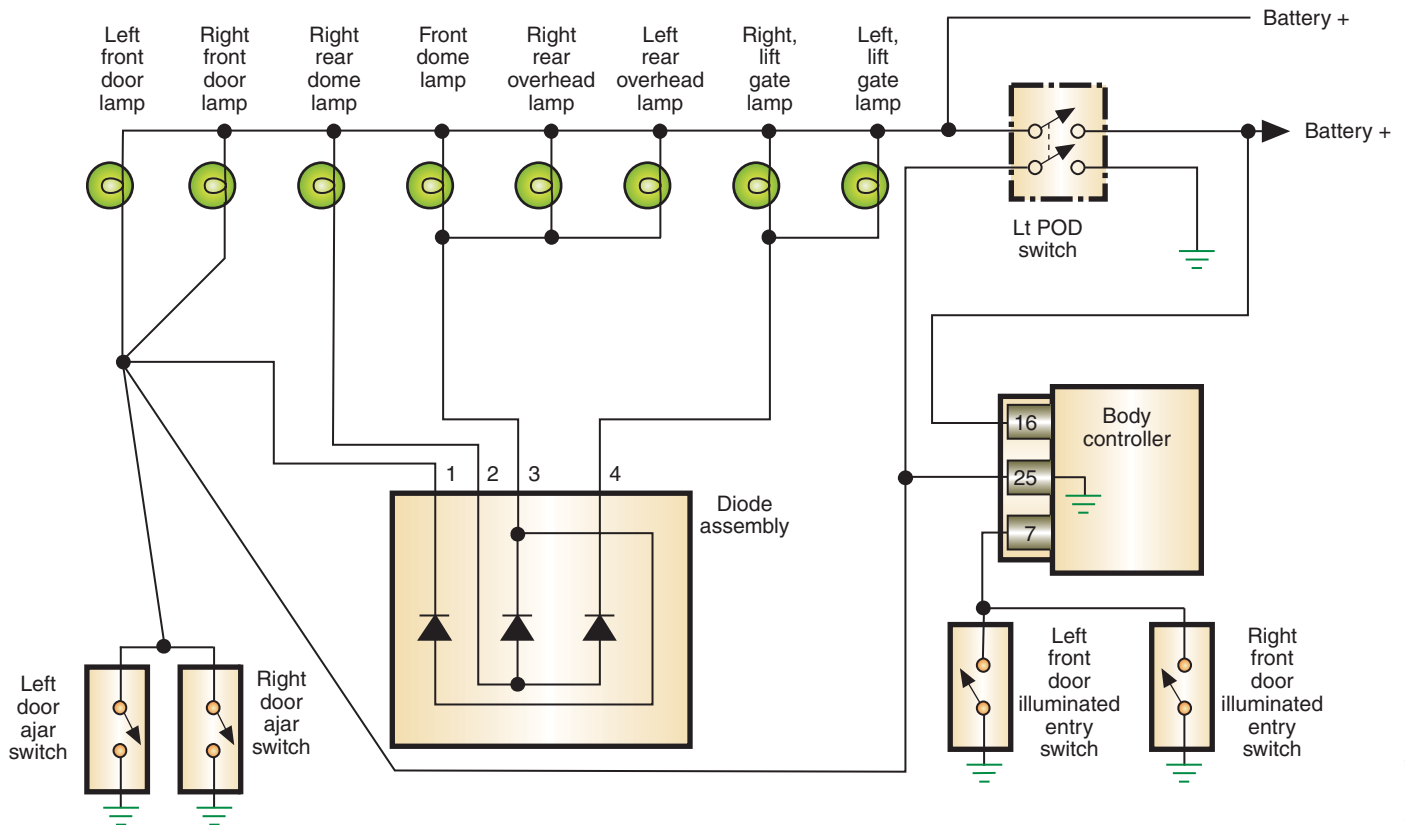 Battery +
Left
front
door
lamp
Right
front
door
lamp
Right
rear
dome
lamp
Front
dome
lamp
Right
rear
overhead
lamp
Left
rear
overhead
lamp
Right,
lift
gate
lamp
Left,
lift
gate
lamp
Battery +
Lt POD
switch
16
25
7
Body
controller
1
2
3
4
Diode
assembly
Left
door
ajar
switch
Right
door
ajar
switch
Left
front
door
illuminated
entry
switch
Right
front
door
illuminated
entry
switch